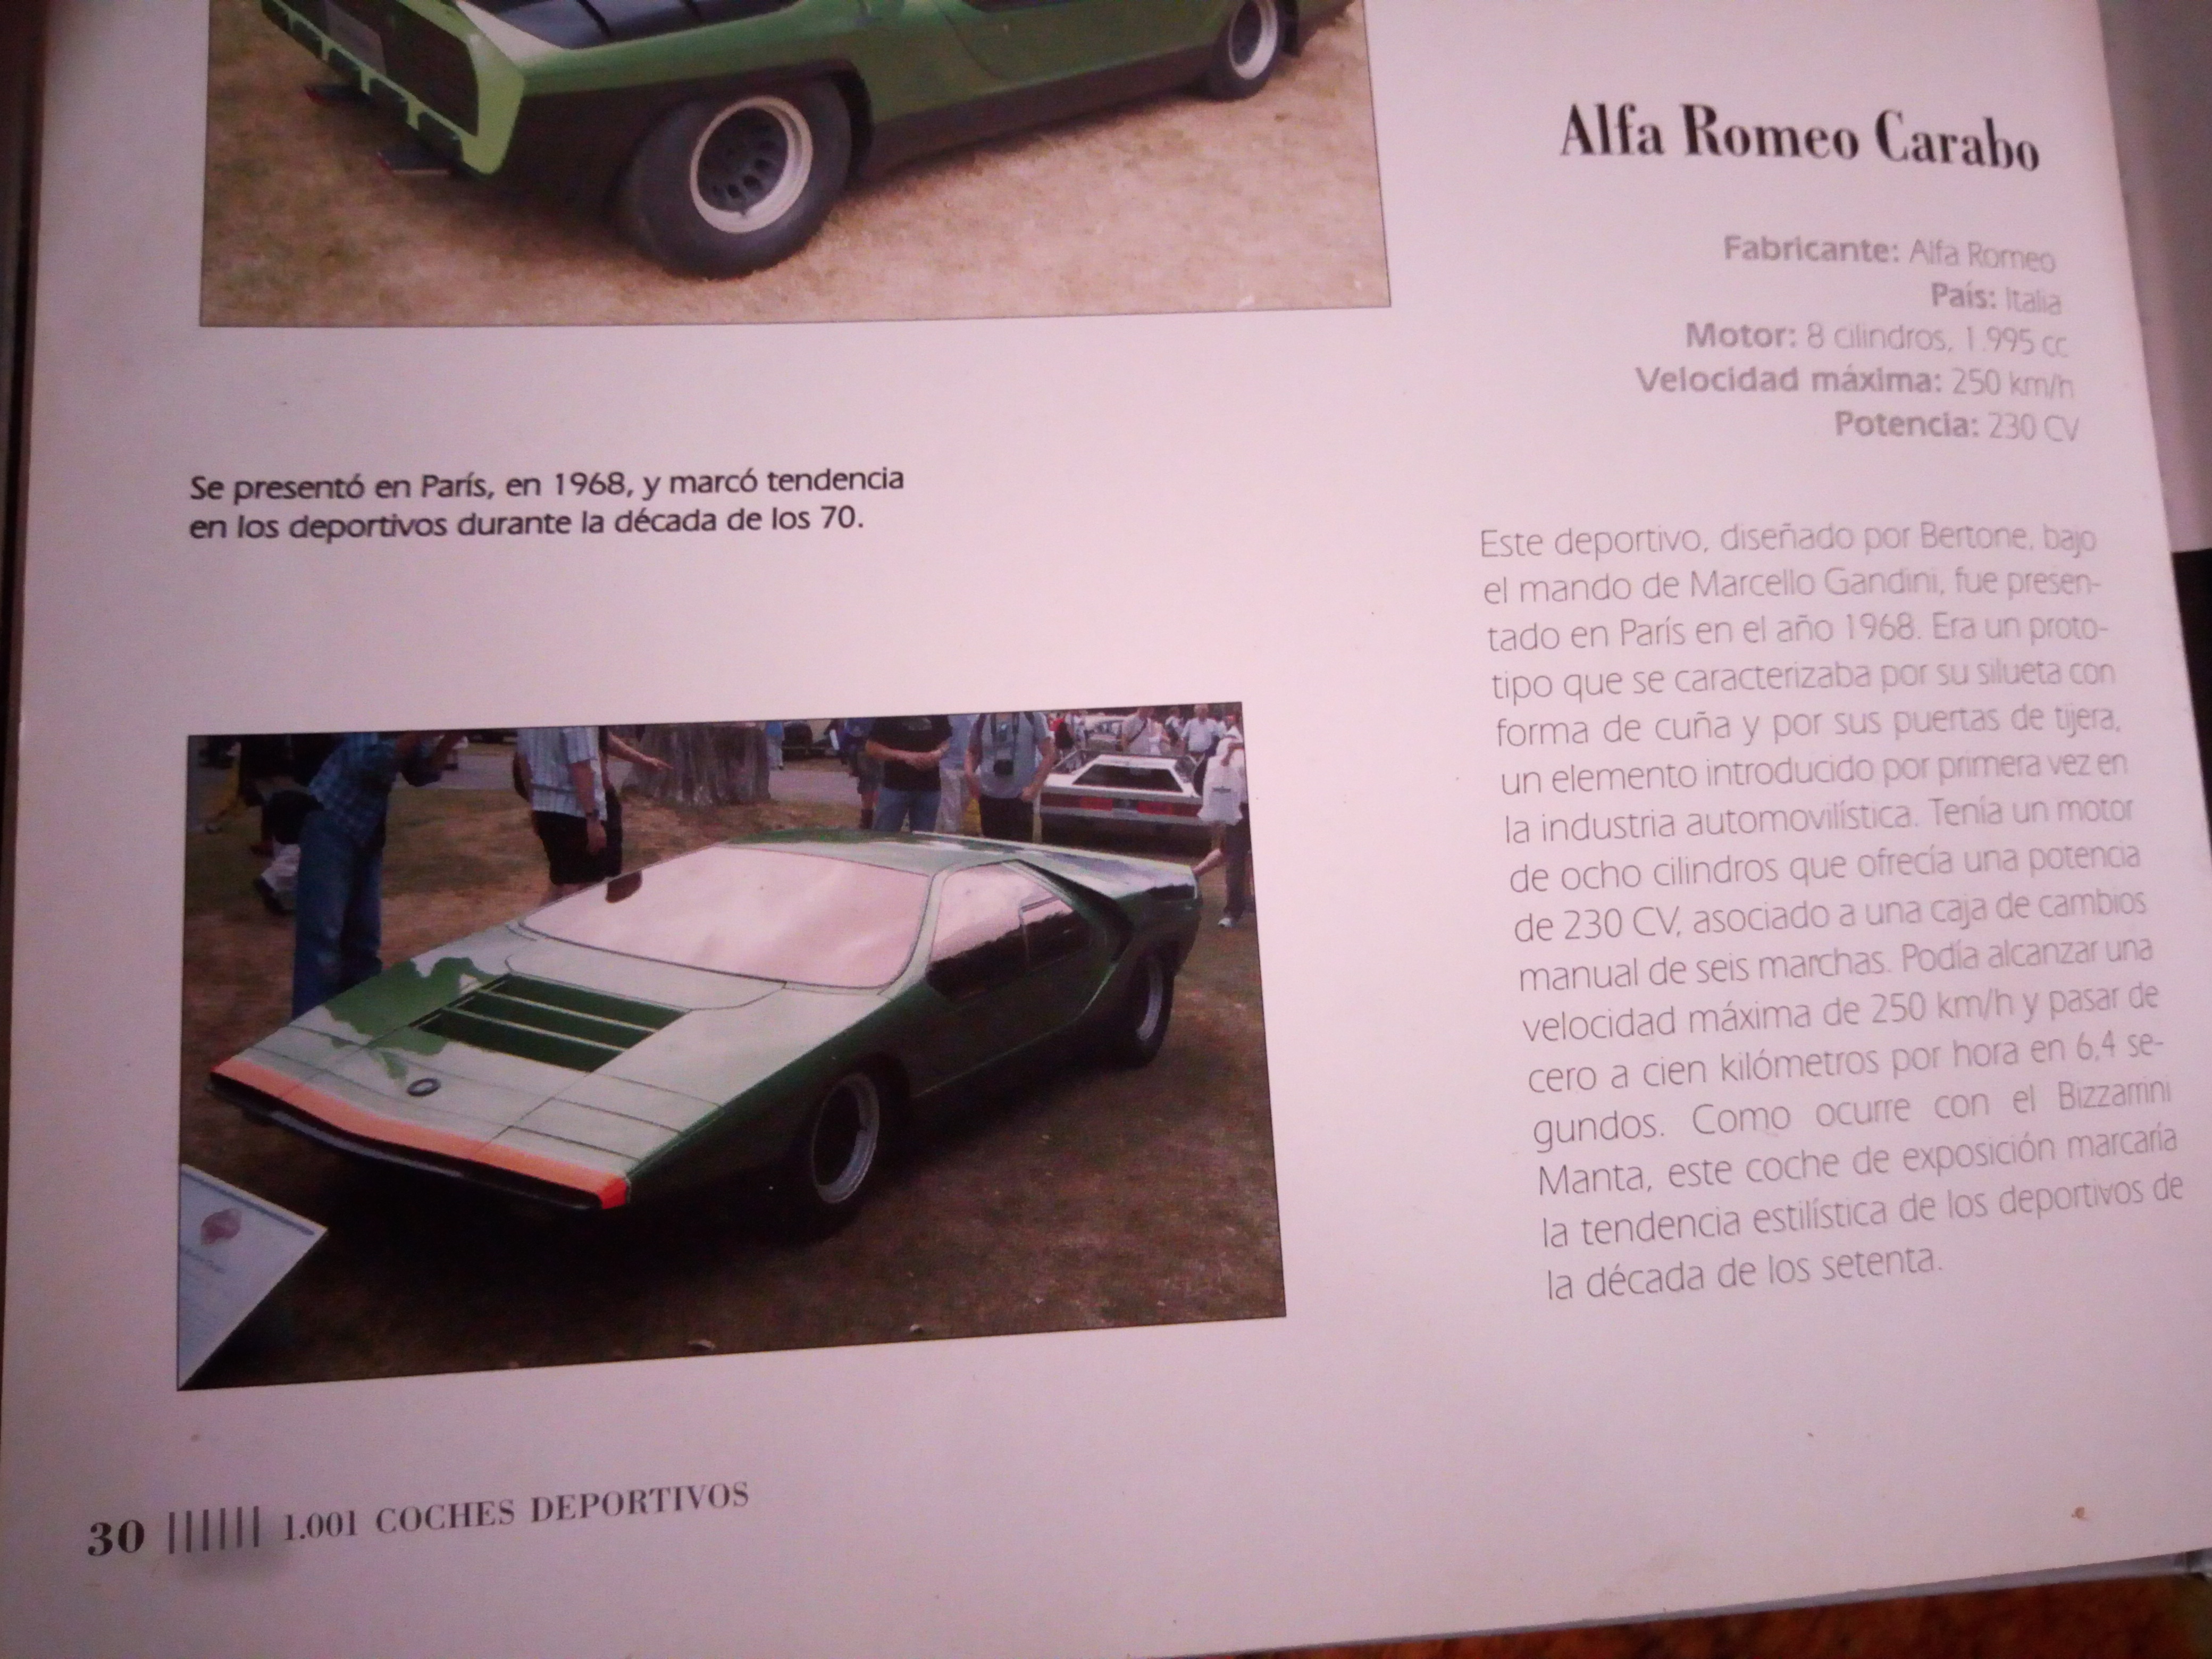 Alfa Romeo Carabo
Fabricante: Alfa Romeo
País: Italia
Motor: 8 cilindros, 1.995 cc
Velocidad máxima: 250 km/h
Potencia: 230 CV
Se presentó en París, en 1968, y marcó tendencia
en los deportivos durante la década de los 70.
Este deportivo, diseñado por Bertone, bajo
el mando de Marcello Gandini, fue presen-
tado en París en el año 1968. Era un proto-
tipo que se caracterizaba por su silueta con
forma de cuña y por sus puertas de tijera,
un elemento introducido por primera vez en
la industria automovilística. Tenía un motor
de ocho cilindros que ofrecía una potencia
de 230 CV, asociado a una caja de cambios
manual de seis marchas. Podía alcanzar una
velocidad máxima de 250 km/h y pasar de
cero a cien kilómetros por hora en 6,4 se-
gundos. Como ocurre con el Bizzarrini
Manta, este coche de exposición marcaría
la tendencia estilística de los deportivos de
la década de los setenta.
30 1.001 COCHES DEPORTIVOS